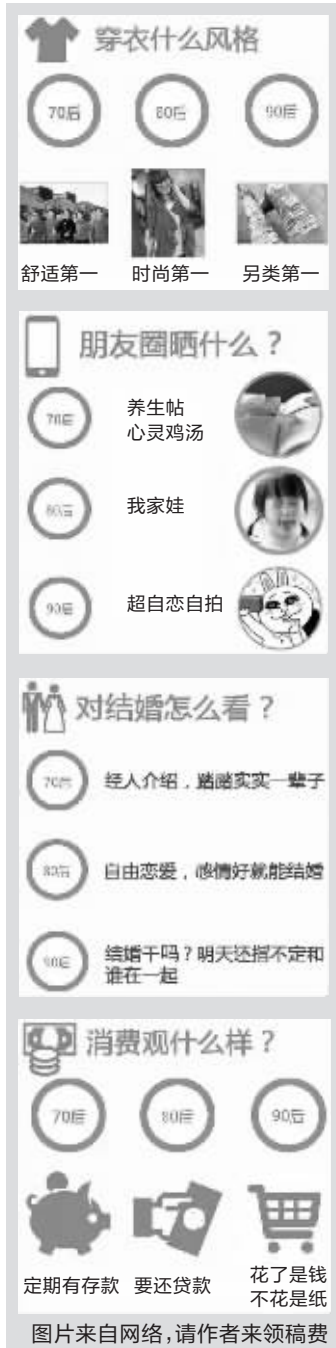 穿衣什么风格
70后 80后 90后
舒适第一 时尚第一 另类第一
朋友圈晒什么？
70后
养生帖
心灵鸡汤
80后
我家娃
90后
超自恋自拍
对结婚怎么看？
70后
经人介绍，踏踏实实一辈子
80后
自由恋爱，感情好就能结婚
90后
结婚干吗？明天还指不定和
谁在一起
消费观什么样？
70后 80后 90后
定期有存款 要还贷款 花了是钱
不花是纸
图片来自网络，请作者来领稿费